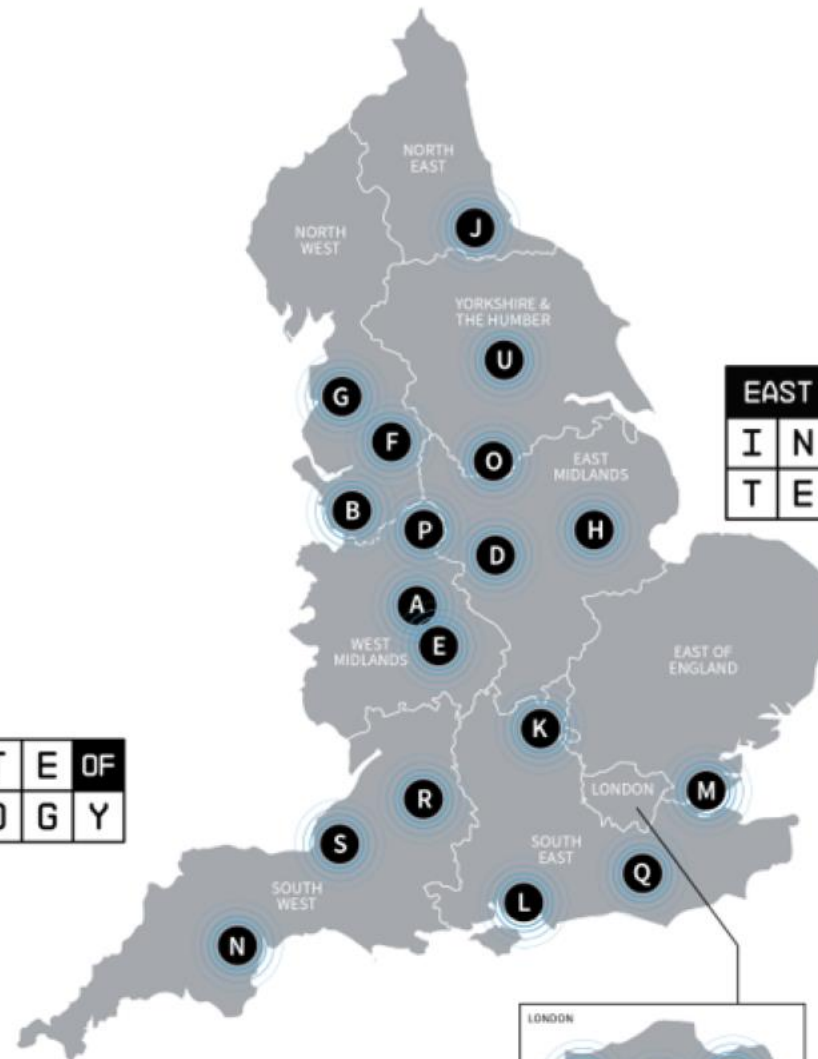 NORTH
EAST
J
NORTH
WEST
YORKSHIRE &
THE HUMBER
U
G
EAST
F
I N
O
EAST
MIDLANDS
T E
B
P
H
D
A
E
WEST
MIDLANDS
EAST OF
ENGLAND
K
E OF
LONDON
M
R
G Y
S
SOUTH
EAST
Q
SOUTH
WEST
L
N
LONDON